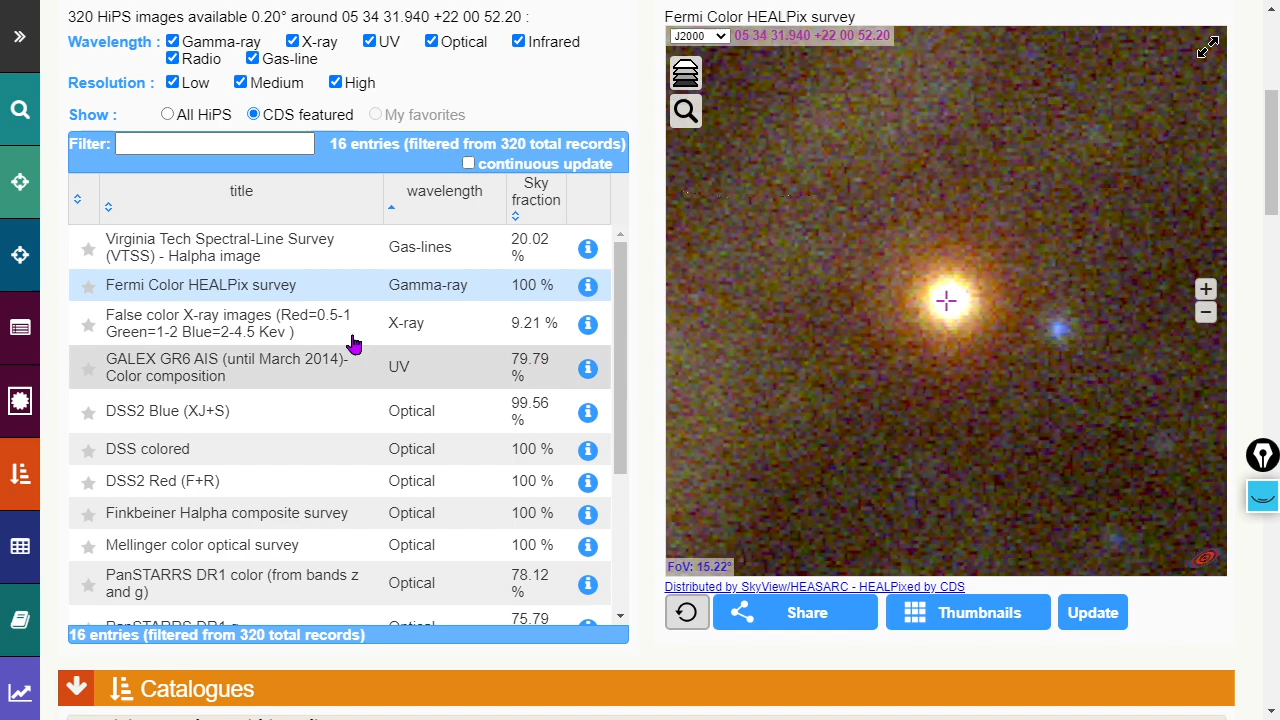 320 HiPS images available 0.20° around 05 34 31.940 +22 00 52.20 :
Wavelength : Gamma-ray X-ray UV Optical Infrared
Radio Gas-line
Resolution : Low Medium High
Show : All HiPS CDS featured My favorites
Filter: 16 entries (filtered from 320 total records)
continuous update
title wavelength Sky
fraction
Virginia Tech Spectral-Line Survey
(VTSS) - Halpha image
Gas-lines
20.02
%
Fermi Color HEALPix survey Gamma-ray 100 %
False color X-ray images (Red=0.5-1
Green=1-2 Blue=2-4.5 Kev )
X-ray
9.21 %
GALEX GR6 AIS (until March 2014)-
Color composition
UV
79.79
%
DSS2 Blue (XJ+S) Optical
99.56
%
DSS colored Optical 100 %
DSS2 Red (F+R) Optical 100 %
Finkbeiner Halpha composite survey Optical 100 %
Mellinger color optical survey Optical 100 %
PanSTARRS DR1 color (from bands z
and g)
Optical
78.12
%
75.79
16 entries (filtered from 320 total records)
Fermi Color HEALPix survey
J2000 05 34 31.940 +22 00 52.20
+
−
FoV: 15.22°
Distributed by SkyView/HEASARC - HEALPixed by CDS
Share Thumbnails Update
Catalogues